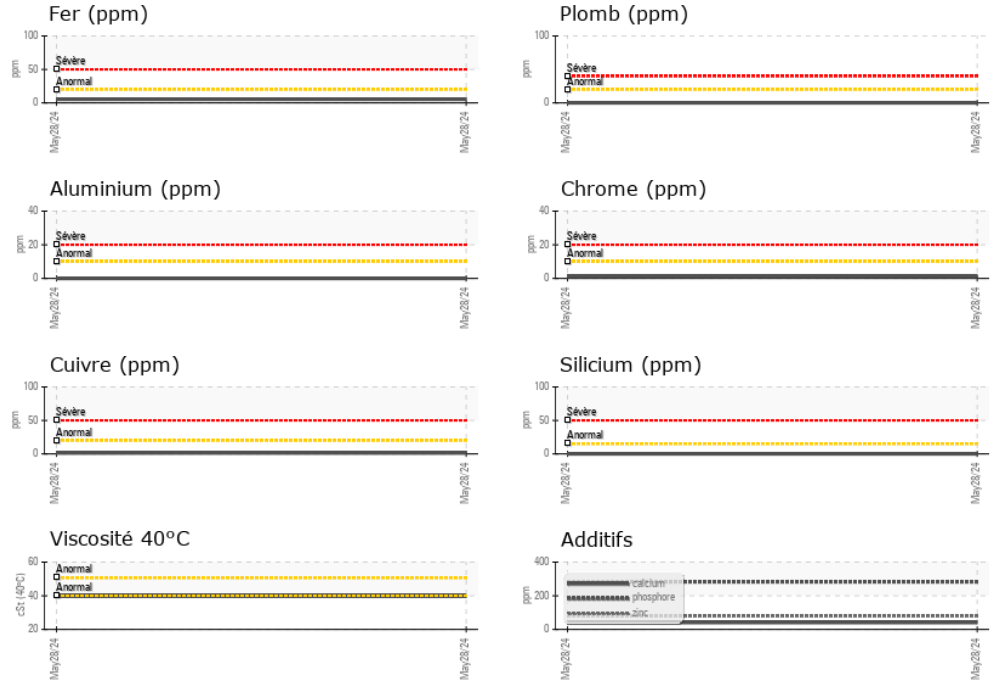 Fer (ppm)
100
50
0
ppm
Sévère
Anormal
May28/24
May28/24
Plomb (ppm)
100
50
0
ppm
Sévère
Anormal
May28/24
May28/24
Aluminium (ppm)
40
20
0
ppm
Sévère
Anormal
May28/24
May28/24
Chrome (ppm)
40
20
0
ppm
Sévère
Anormal
May28/24
May28/24
Cuivre (ppm)
100
50
0
ppm
Sévère
Anormal
May28/24
May28/24
Silicium (ppm)
100
50
0
ppm
Sévère
Anormal
May28/24
May28/24
Viscosité 40°C
60
40
20
cSt (40°C)
Anormal
Anormal
May28/24
May28/24
Additifs
400
200
0
ppm
calcium
phosphore
zinc
May28/24
May28/24